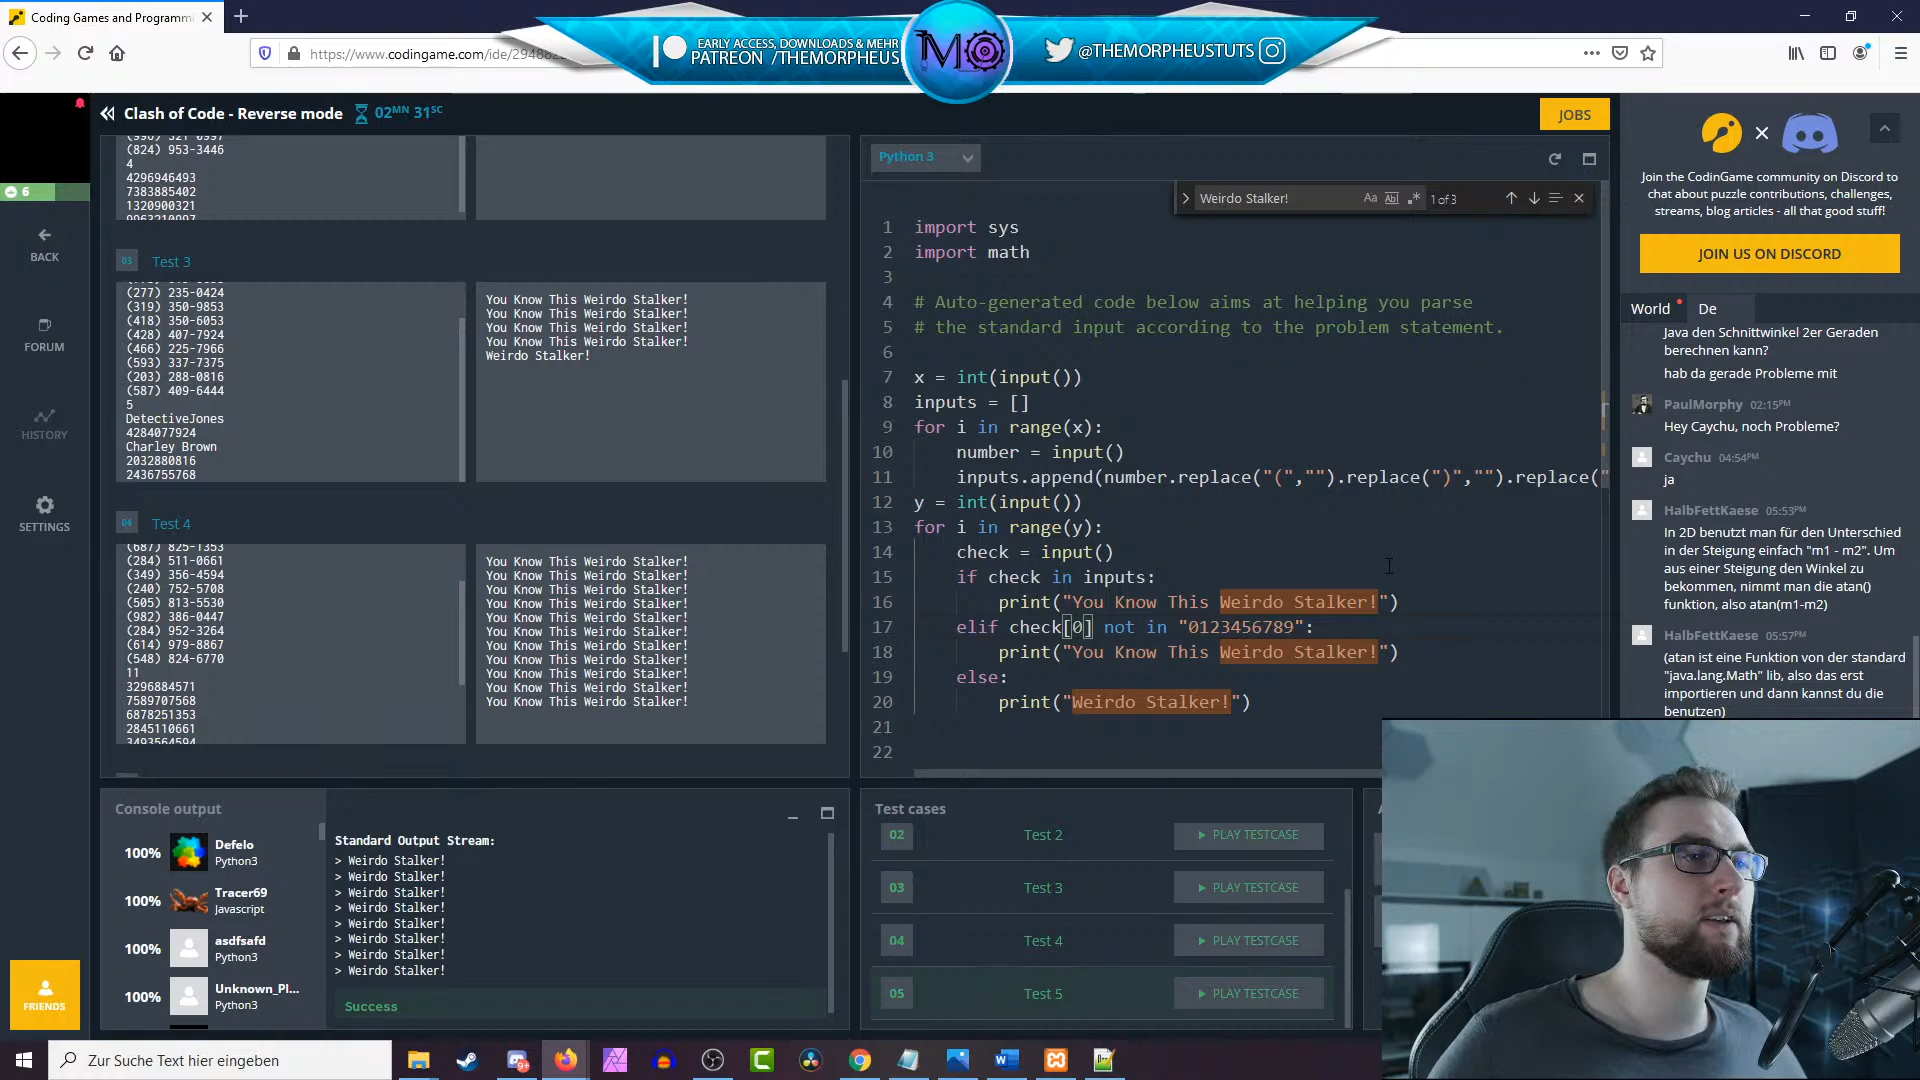 Coding Games and Programmi
https://www.codingame.com/ide/29488
EARLY ACCESS, DOWNLOADS & MEHR
PATREON /THEMORPHEUS
@THEMORPHEUSTUTS
Clash of Code - Reverse mode
02MN 31SC
JOBS
6
BACK
FORUM
HISTORY
SETTINGS
FRIENDS
(824) 953-3446
4
4296946493
7383885402
1320900321
9963210997
03 Test 3
(277) 235-0424
(319) 350-9853
(418) 350-6053
(428) 407-7924
(466) 225-7966
(593) 337-7375
(203) 288-0816
(587) 409-6444
5
DetectiveJones
4284077924
Charley Brown
2032880816
2436755768
You Know This Weirdo Stalker!
You Know This Weirdo Stalker!
You Know This Weirdo Stalker!
You Know This Weirdo Stalker!
Weirdo Stalker!
04 Test 4
(687) 825-1353
(284) 511-0661
(349) 356-4594
(240) 752-5708
(505) 813-5530
(982) 386-0447
(284) 952-3264
(614) 979-8867
(548) 824-6770
11
3296884571
7589707568
6878251353
2845110661
3493564594
You Know This Weirdo Stalker!
You Know This Weirdo Stalker!
You Know This Weirdo Stalker!
You Know This Weirdo Stalker!
You Know This Weirdo Stalker!
You Know This Weirdo Stalker!
You Know This Weirdo Stalker!
You Know This Weirdo Stalker!
You Know This Weirdo Stalker!
You Know This Weirdo Stalker!
You Know This Weirdo Stalker!
Python 3
Weirdo Stalker!
Aa Abl .* 1 of 3
1 import sys
2 import math
3
4 # Auto-generated code below aims at helping you parse
5 # the standard input according to the problem statement.
6
7 x = int(input())
8 inputs = []
9 for i in range(x):
10 number = input()
11 inputs.append(number.replace("(","").replace(")","").replace("
12 y = int(input())
13 for i in range(y):
14 check = input()
15 if check in inputs:
16 print("You Know This Weirdo Stalker!")
17 elif check[0] not in "0123456789":
18 print("You Know This Weirdo Stalker!")
19 else:
20 print("Weirdo Stalker!")
21
22
Console output
100% Defelo
Python3
100% Tracer69
Javascript
100% asdfsafd
Python3
100% Unknown_Pl...
Python3
Standard Output Stream:
> Weirdo Stalker!
> Weirdo Stalker!
> Weirdo Stalker!
> Weirdo Stalker!
> Weirdo Stalker!
> Weirdo Stalker!
> Weirdo Stalker!
> Weirdo Stalker!
Success
Test cases
02 Test 2 PLAY TESTCASE
03 Test 3 PLAY TESTCASE
04 Test 4 PLAY TESTCASE
05 Test 5 PLAY TESTCASE
Join the CodinGame community on Discord to
chat about puzzle contributions, challenges,
streams, blog articles - all that good stuff!
JOIN US ON DISCORD
World De
Java den Schnittwinkel 2er Geraden
berechnen kann?
hab da gerade Probleme mit
PaulMorphy 02:15PM
Hey Caychu, noch Probleme?
Caychu 04:54PM
ja
HalbFettKaese 05:53PM
In 2D benutzt man für den Unterschied
in der Steigung einfach "m1 - m2". Um
aus einer Steigung den Winkel zu
bekommen, nimmt man die atan()
funktion, also atan(m1-m2)
HalbFettKaese 05:57PM
(atan ist eine Funktion von der standard
"java.lang.Math" lib, also das erst
importieren und dann kannst du die
benutzen)
Zur Suche Text hier eingeben